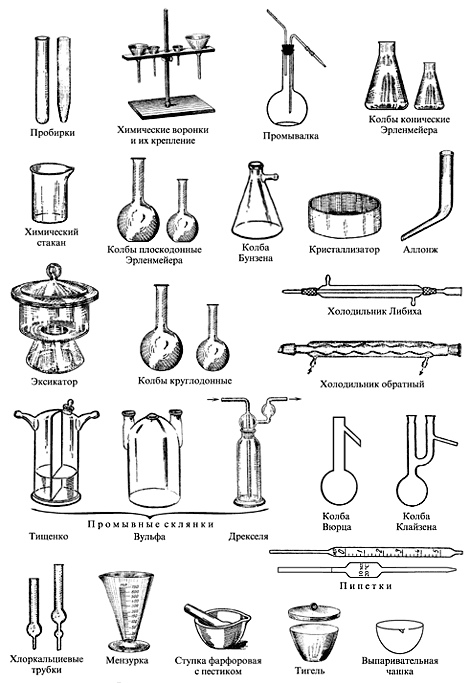 Пробирки
Химические воронки
и их крепление
Промывалка
Колбы конические
Эрленмейера
Химический
стакан
Колбы плоскодонные
Эрленмейера
Колба
Бунзена
Кристаллизатор
Аллонж
Эксикатор
Колбы круглодонные
Холодильник Либиха
Холодильник обратный
Промывные склянки
Тищенко
Вульфа
Дрекселя
Колба
Вюрца
Колба
Клайзена
Пипетки
Хлоркальциевые
трубки
Мензурка
Ступка фарфоровая
с пестиком
Тигель
Выпаривательная
чашка